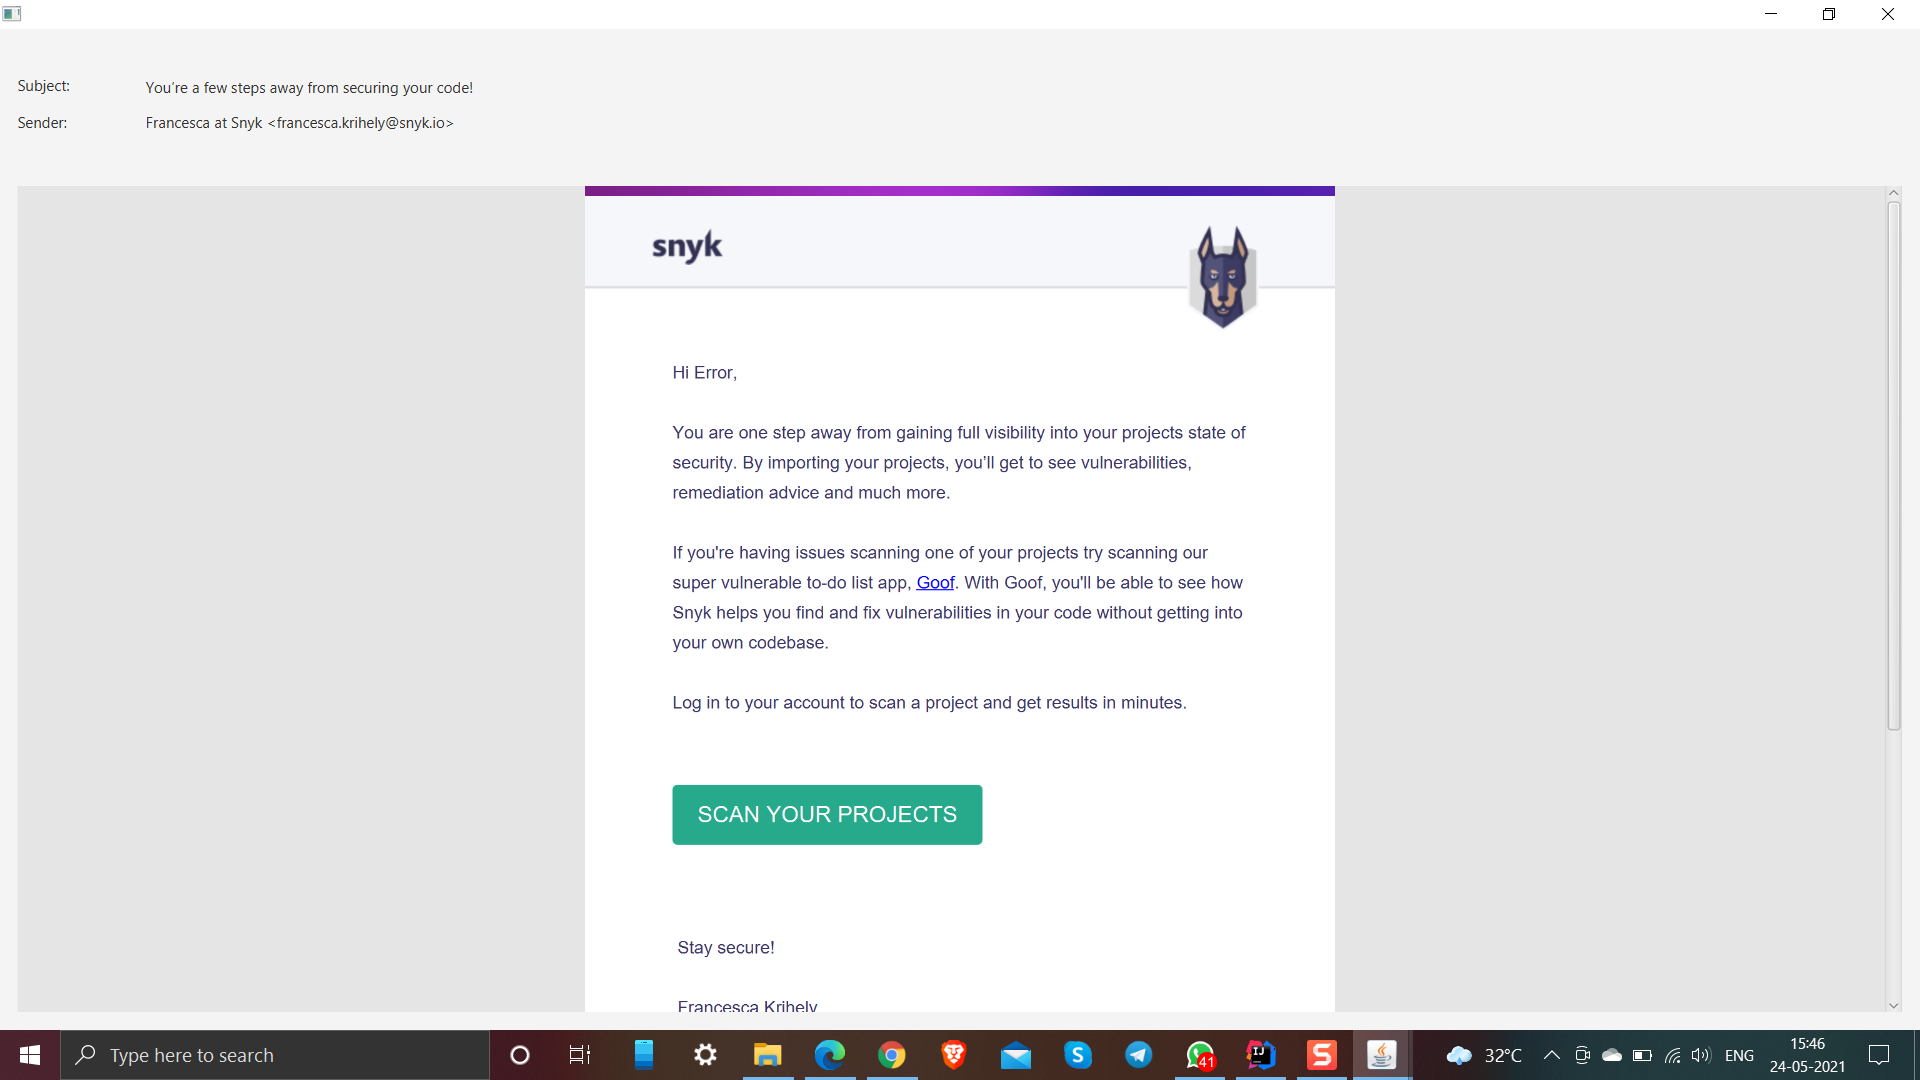 Subject:
You’re a few steps away from securing your code!
Sender:
Francesca at Snyk <francesca.krihely@snyk.io>
snyk
Hi Error,
You are one step away from gaining full visibility into your projects state of
security. By importing your projects, you’ll get to see vulnerabilities,
remediation advice and much more.
If you're having issues scanning one of your projects try scanning our
super vulnerable to-do list app, Goof. With Goof, you'll be able to see how
Snyk helps you find and fix vulnerabilities in your code without getting into
your own codebase.
Log in to your account to scan a project and get results in minutes.
SCAN YOUR PROJECTS
Stay secure!
Francesca Krihely
Type here to search
S
41
IJ
S
32°C
ENG
15:46
24-05-2021